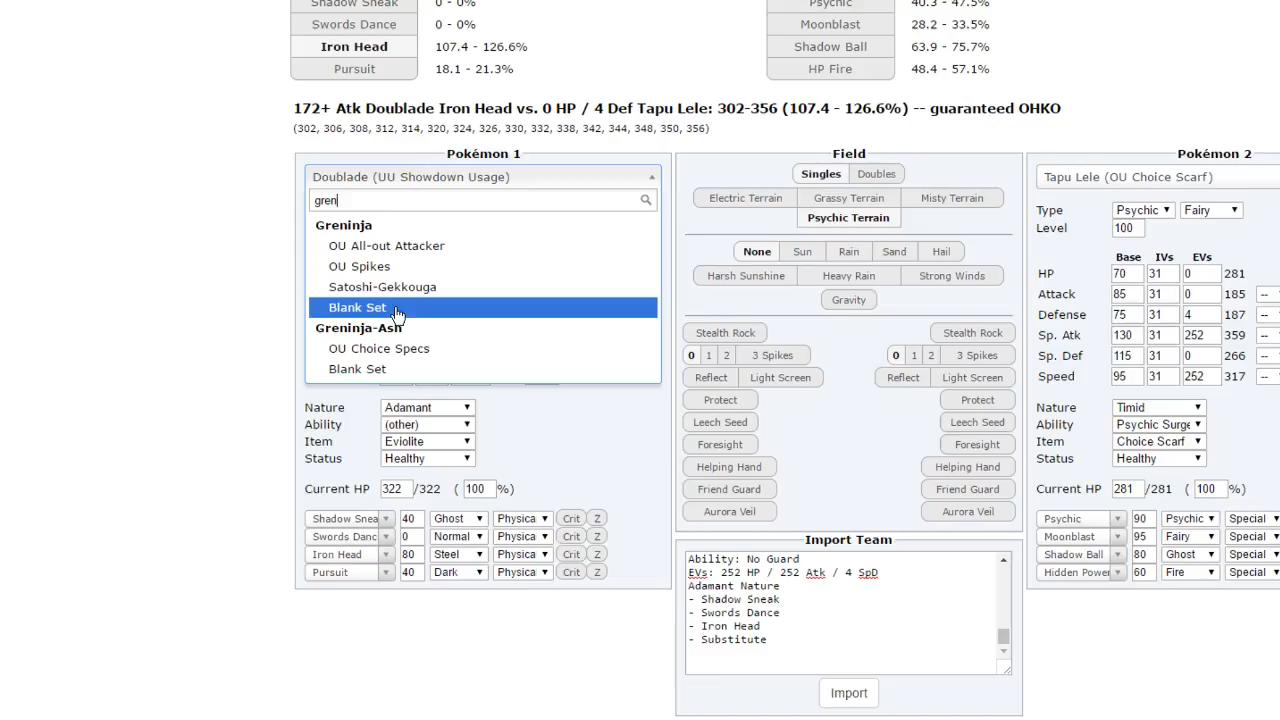 Shadow Sneak 0 - 0% Psychic 40.3 - 47.5%
Swords Dance 0 - 0% Moonblast 28.2 - 33.5%
Iron Head 107.4 - 126.6% Shadow Ball 63.9 - 75.7%
Pursuit 18.1 - 21.3% HP Fire 48.4 - 57.1%
172+ Atk Doublade Iron Head vs. 0 HP / 4 Def Tapu Lele: 302-356 (107.4 - 126.6%) -- guaranteed OHKO
(302, 306, 308, 312, 314, 320, 324, 326, 330, 332, 338, 342, 344, 348, 350, 356)
Pokémon 1
Doublade (UU Showdown Usage)
gren
Greninja
OU All-out Attacker
OU Spikes
Satoshi-Gekkouga
Blank Set
Greninja-Ash
OU Choice Specs
Blank Set
Nature Adamant
Ability (other)
Item Eviolite
Status Healthy
Current HP 322 /322 ( 100 %)
Shadow Snea 40 Ghost Physica Crit Z
Swords Danc 0 Normal Physica Crit Z
Iron Head 80 Steel Physica Crit Z
Pursuit 40 Dark Physica Crit Z
Field
Singles Doubles
Electric Terrain Grassy Terrain Misty Terrain
Psychic Terrain
None Sun Rain Sand Hail
Harsh Sunshine Heavy Rain Strong Winds
Gravity
Stealth Rock Stealth Rock
0 1 2 3 Spikes 0 1 2 3 Spikes
Reflect Light Screen Reflect Light Screen
Protect Protect
Leech Seed Leech Seed
Foresight Foresight
Helping Hand Helping Hand
Friend Guard Friend Guard
Aurora Veil Aurora Veil
Import Team
Ability: No Guard
EVs: 252 HP / 252 Atk / 4 SpD
Adamant Nature
- Shadow Sneak
- Swords Dance
- Iron Head
- Substitute
Import
Pokémon 2
Tapu Lele (OU Choice Scarf)
Type Psychic Fairy
Level 100
Base IVs EVs
HP 70 31 0 281
Attack 85 31 0 185 --
Defense 75 31 4 187 --
Sp. Atk 130 31 252 359 --
Sp. Def 115 31 0 266 --
Speed 95 31 252 317 --
Nature Timid
Ability Psychic Surge
Item Choice Scarf
Status Healthy
Current HP 281 /281 ( 100 %)
Psychic 90 Psychic Special
Moonblast 95 Fairy Special
Shadow Ball 80 Ghost Special
Hidden Power 60 Fire Special